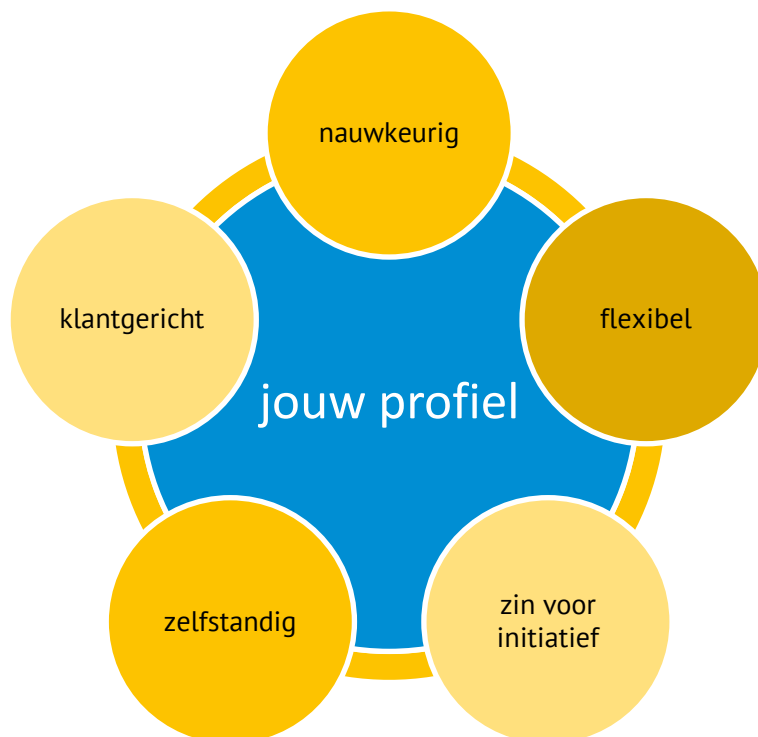 nauwkeurig
klantgericht
flexibel
jouw profiel
zelfstandig
zin voor
initiatief